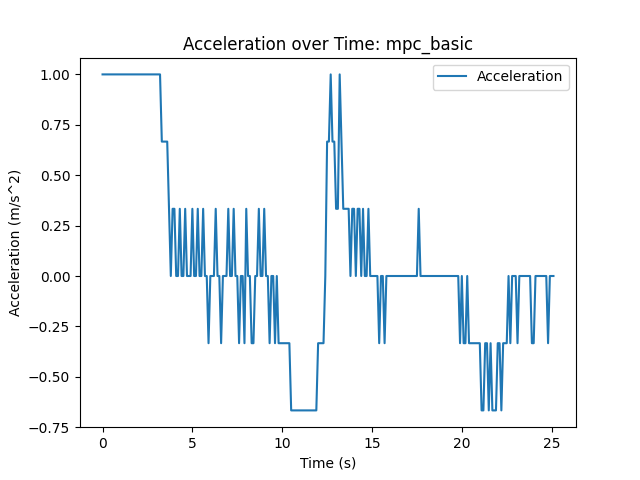 Acceleration over Time: mpc_basic
Acceleration
1.00
0.75
0.50
0.25
0.00
−0.25
−0.50
−0.75
Acceleration (m/s^2)
0 5 10 15 20 25
Time (s)